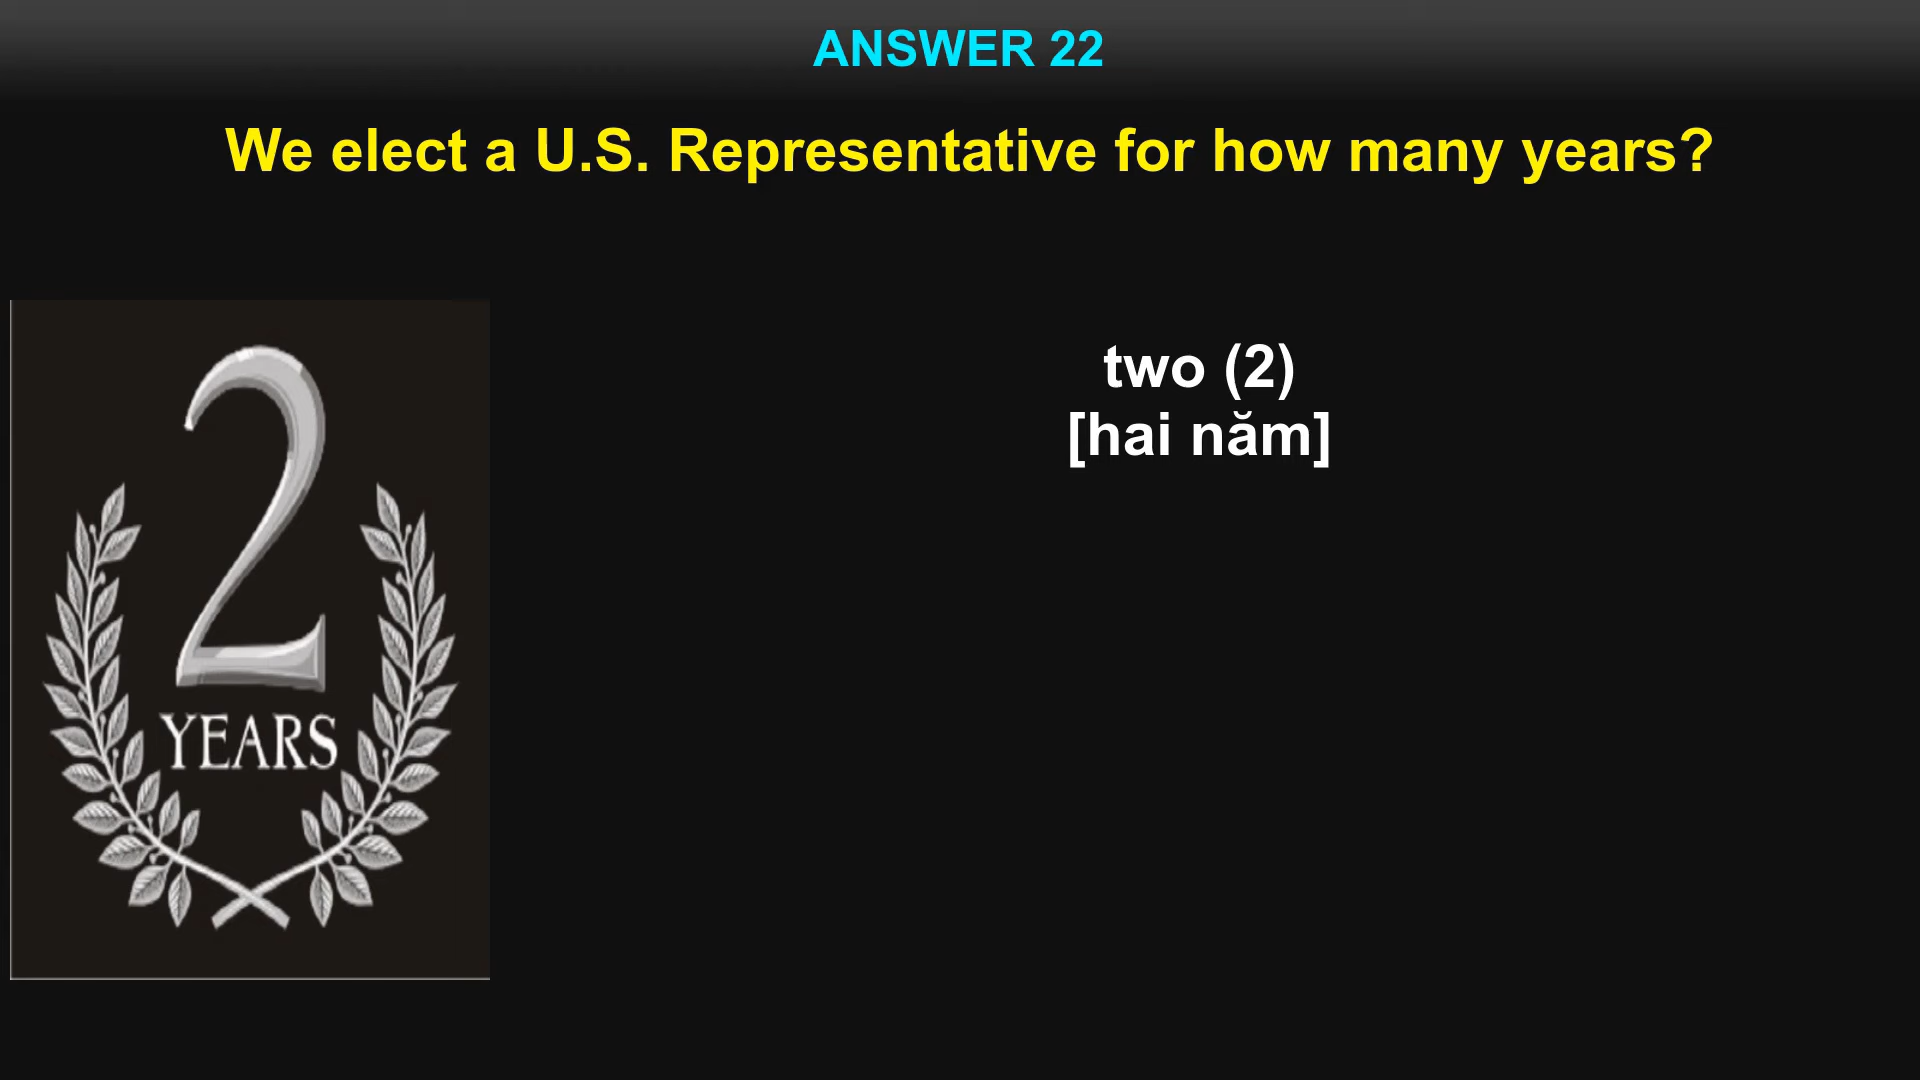 ANSWER 22
We elect a U.S. Representative for how many years?
two (2)
[hai năm]
2
YEARS